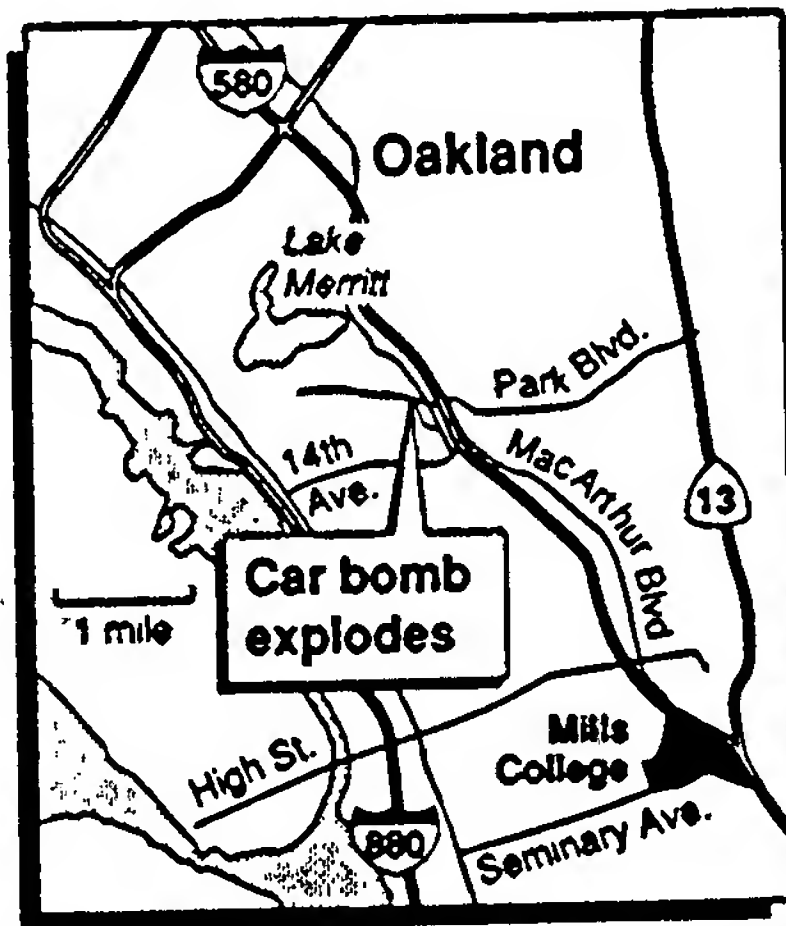 580
Oakland
Lake
Merritt
Park Blvd.
14th
Ave.
MacArthur Blvd
13
Car bomb
explodes
1 mile
High St.
Mills
College
880
Seminary Ave.